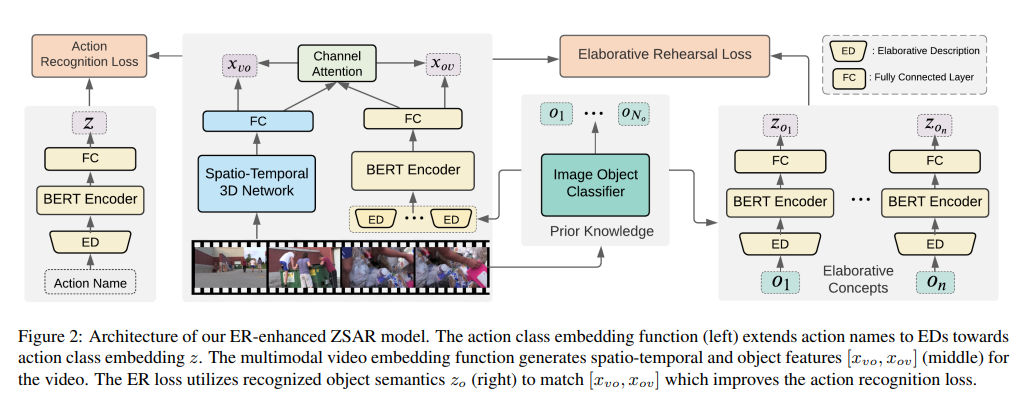 Action
Recognition Loss
z
FC
BERT Encoder
ED
Action Name
x_{vo}
Channel
Attention
x_{ov}
FC
FC
Spatio-Temporal
3D Network
BERT Encoder
ED ••• ED
Elaborative Rehearsal Loss
o_1 ••• o_{N_o}
Image Object
Classifier
Prior Knowledge
ED : Elaborative Description
FC : Fully Connected Layer
z_{o_1} z_{o_n}
FC FC
BERT Encoder ••• BERT Encoder
ED ED
o_1 Elaborative Concepts o_n
Figure 2: Architecture of our ER-enhanced ZSAR model. The action class embedding function (left) extends action names to EDs towards
action class embedding z. The multimodal video embedding function generates spatio-temporal and object features [x_{vo}, x_{ov}] (middle) for
the video. The ER loss utilizes recognized object semantics z_o (right) to match [x_{vo}, x_{ov}] which improves the action recognition loss.